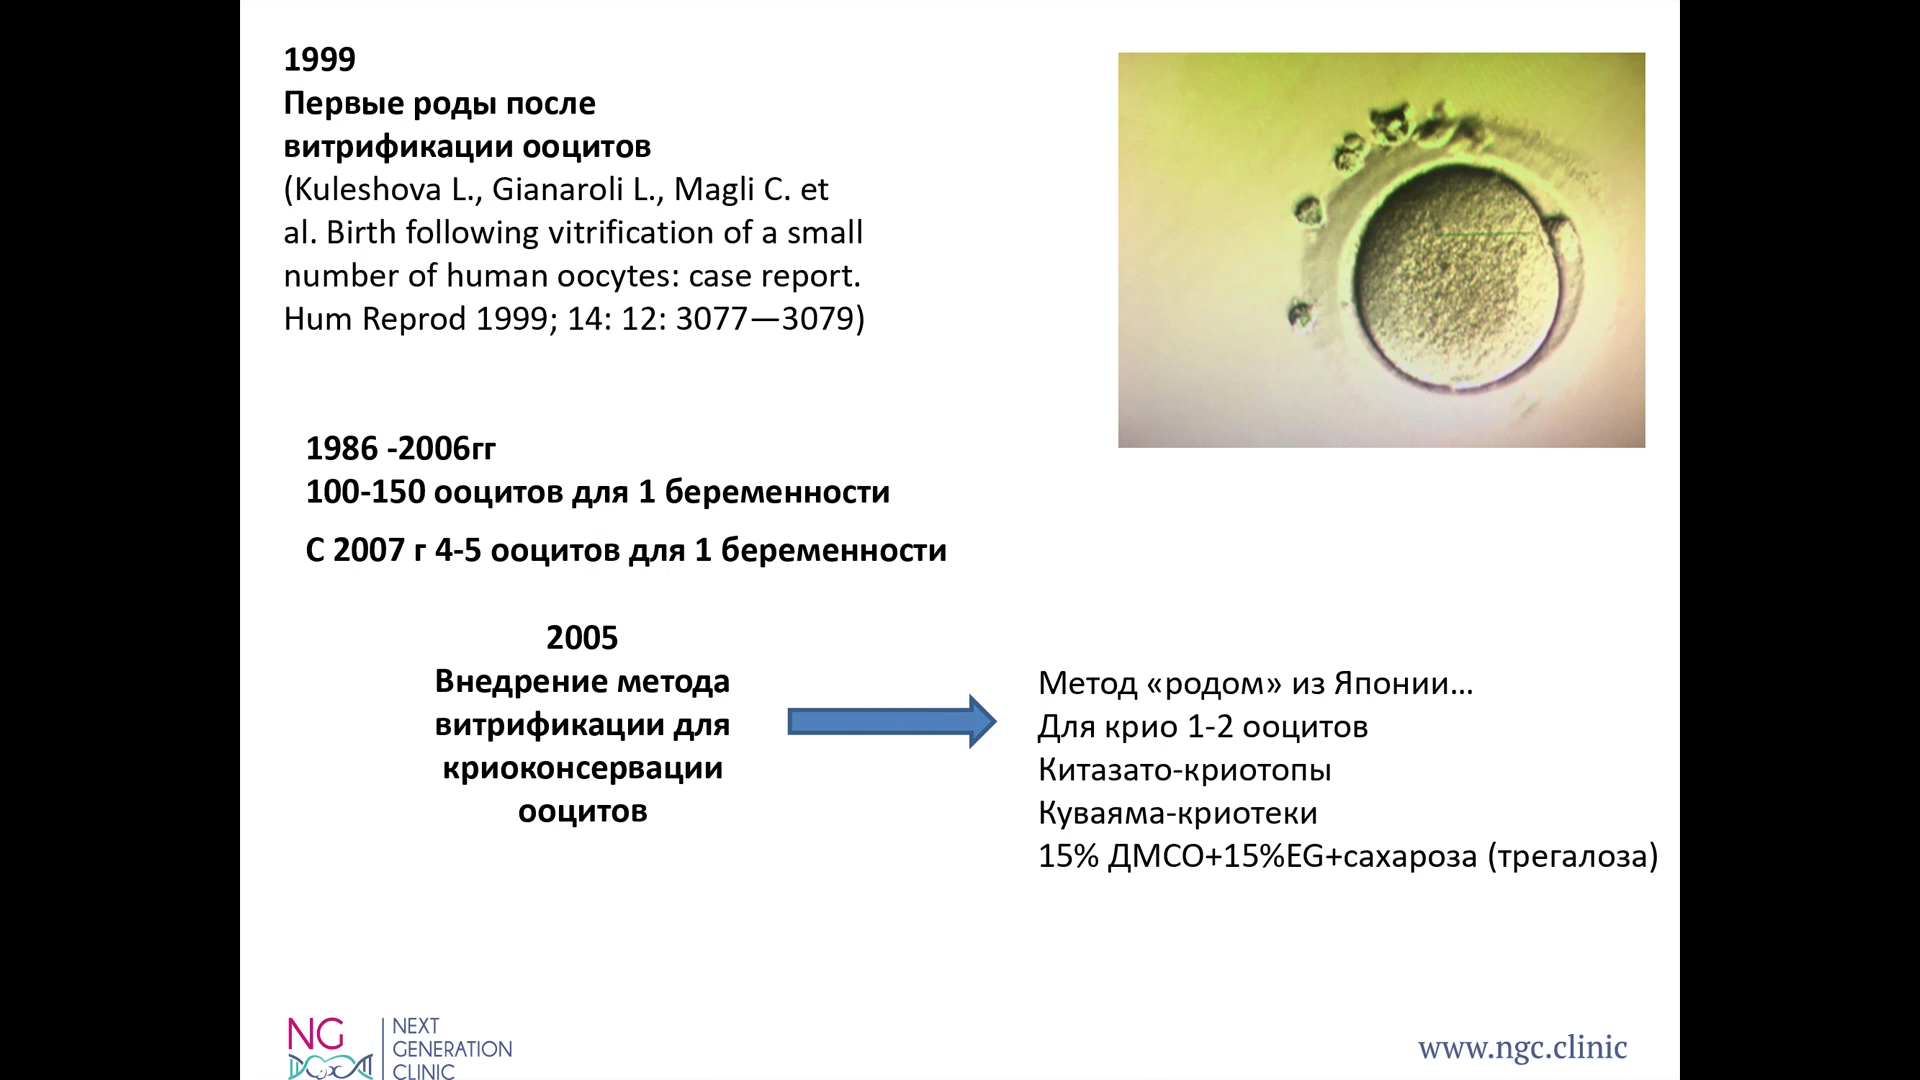 1999
Первые роды после
витрификации ооцитов
(Kuleshova L., Gianaroli L., Magli C. et
al. Birth following vitrification of a small
number of human oocytes: case report.
Hum Reprod 1999; 14: 12: 3077—3079)
1986 -2006гг
100-150 ооцитов для 1 беременности
С 2007 г 4-5 ооцитов для 1 беременности
2005
Внедрение метода
витрификации для
криоконсервации
ооцитов
Метод «родом» из Японии...
Для крио 1-2 ооцитов
Китазато-криотопы
Куваяма-криотеки
15% ДМСО+15%EG+сахароза (трегалоза)
NG
NEXT
GENERATION
CLINIC
www.ngc.clinic